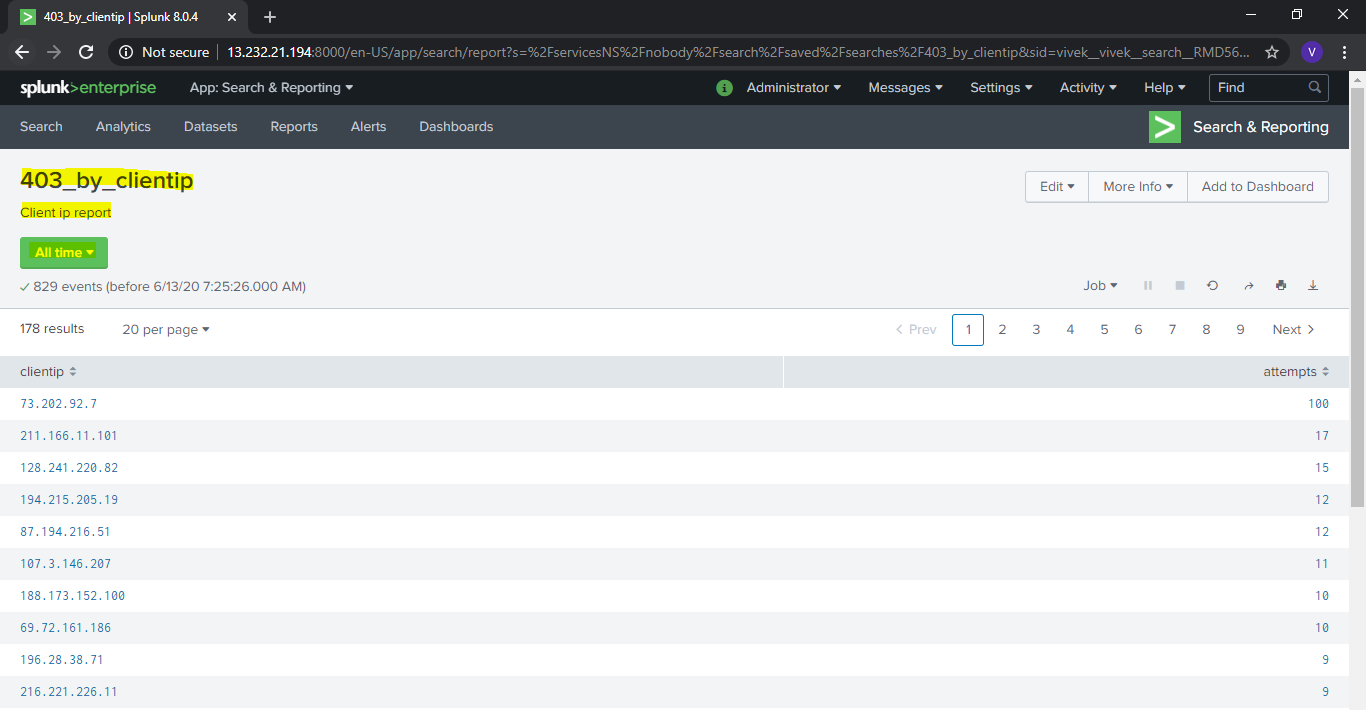 403_by_clientip | Splunk 8.0.4
Not secure 13.232.21.194:8000/en-US/app/search/report?s=%2FservicesNS%2Fnobody%2Fsearch%2Fsaved%2Fsearches%2F403_by_clientip&sid=vivek__vivek__search__RMD56... V
splunk>enterprise App: Search & Reporting i Administrator Messages Settings Activity Help Find
Search Analytics Datasets Reports Alerts Dashboards > Search & Reporting
403_by_clientip Edit More Info Add to Dashboard
Client ip report
All time
829 events (before 6/13/20 7:25:26.000 AM) Job
178 results 20 per page < Prev 1 2 3 4 5 6 7 8 9 Next >
clientip attempts
73.202.92.7 100
211.166.11.101 17
128.241.220.82 15
194.215.205.19 12
87.194.216.51 12
107.3.146.207 11
188.173.152.100 10
69.72.161.186 10
196.28.38.71 9
216.221.226.11 9